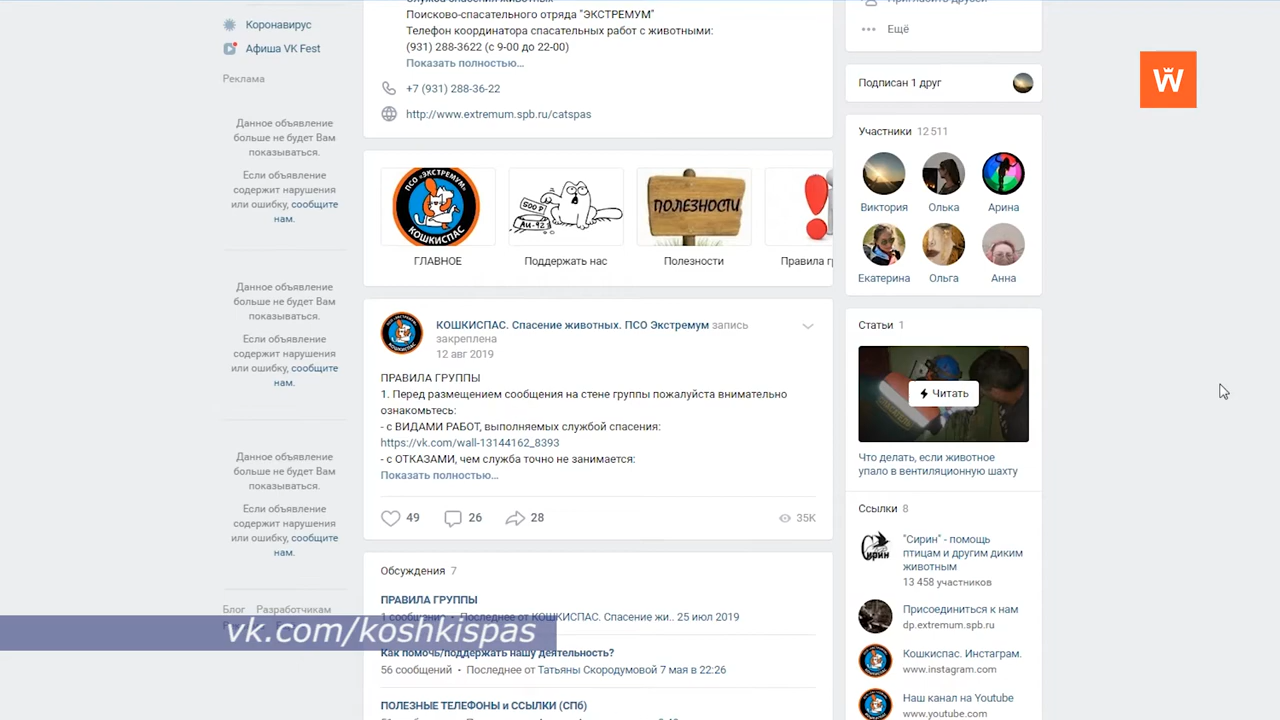 Коронавирус
Афиша VK Fest
Реклама
Данное объявление
больше не будет Вам
показываться.
Если объявление
содержит нарушения
или ошибку, сообщите
нам.
Данное объявление
больше не будет Вам
показываться.
Если объявление
содержит нарушения
или ошибку, сообщите
нам.
Данное объявление
больше не будет Вам
показываться.
Если объявление
содержит нарушения
или ошибку, сообщите
нам.
Блог Разработчикам
vk.com/koshkispas
Поисково-спасательного отряда "ЭКСТРЕМУМ"
Телефон координатора спасательных работ с животными:
(931) 288-3622 (с 9-00 до 22-00)
Показать полностью…
+7 (931) 288-36-22
http://www.extremum.spb.ru/catspas
ПСО «ЭКСТРЕМУМ»
КОШКИСПАС
500 Р
АИ-92
ПОЛЕЗНОСТИ
ГЛАВНОЕ
Поддержать нас
Полезности
Правила гр
КОШКИСПАС. Спасение животных. ПСО Экстремум запись
закреплена
12 авг 2019
ПРАВИЛА ГРУППЫ
1. Перед размещением сообщения на стене группы пожалуйста внимательно
ознакомьтесь:
- с ВИДАМИ РАБОТ, выполняемых службой спасения:
https://vk.com/wall-13144162_8393
- с ОТКАЗАМИ, чем служба точно не занимается:
Показать полностью…
49 26 28 35K
Обсуждения 7
ПРАВИЛА ГРУППЫ
1 сообщение • Последнее от КОШКИСПАС. Спасение жи.. 25 июл 2019
Как помочь/поддержать нашу деятельность?
56 сообщений • Последнее от Татьяны Скородумовой 7 мая в 22:26
ПОЛЕЗНЫЕ ТЕЛЕФОНЫ и ССЫЛКИ (СПб)
Ещё
Подписан 1 друг
Участники 12 511
Виктория Олька Арина
Екатерина Ольга Анна
Статьи 1
Читать
Что делать, если животное
упало в вентиляционную шахту
Ссылки 8
Сирин
"Сирин" - помощь
птицам и другим диким
животным
13 458 участников
Присоединиться к нам
dp.extremum.spb.ru
Кошкиспас. Инстаграм.
www.instagram.com
Наш канал на Youtube
www.youtube.com
W